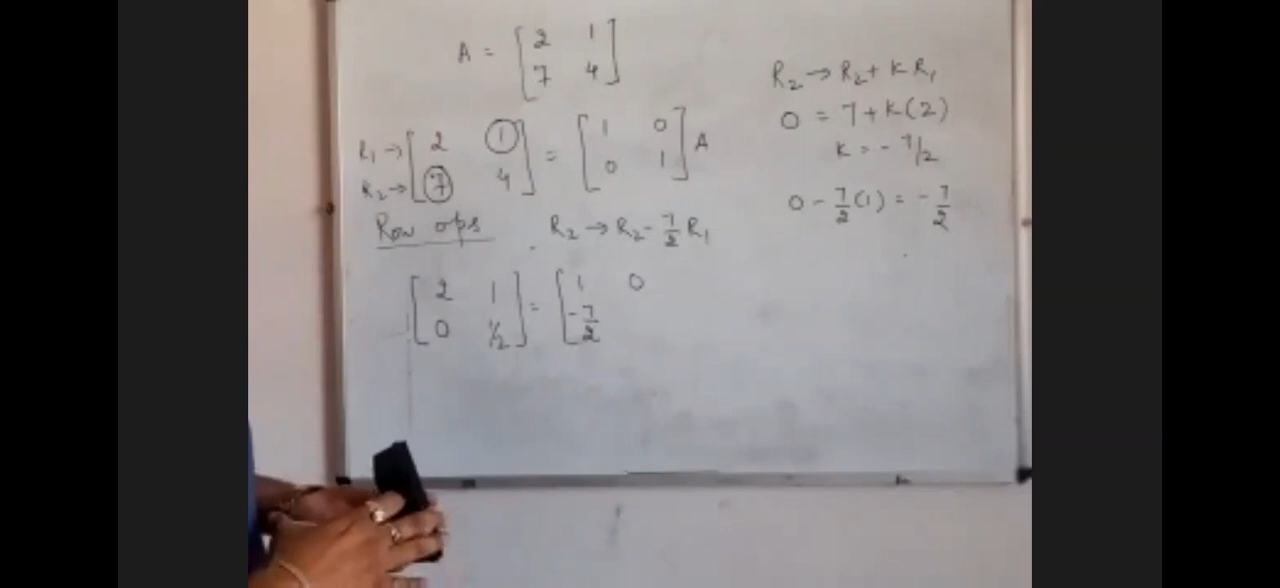 A = [ 2 1
7 4 ]
R₁ → [ 2 1 ] = [ 1 0 ] A
R₂ → [ 7 4 ] [ 0 1 ]
Row ops R₂ → R₂ - 7/2 R₁
[ 2 1 ] = [ 1 0
[ 0 1/2 ] [ -7/2
R₂ → R₂ + K R₁
0 = 7 + K(2)
K = - 7/2
0 - 7/2 (1) = - 7/2